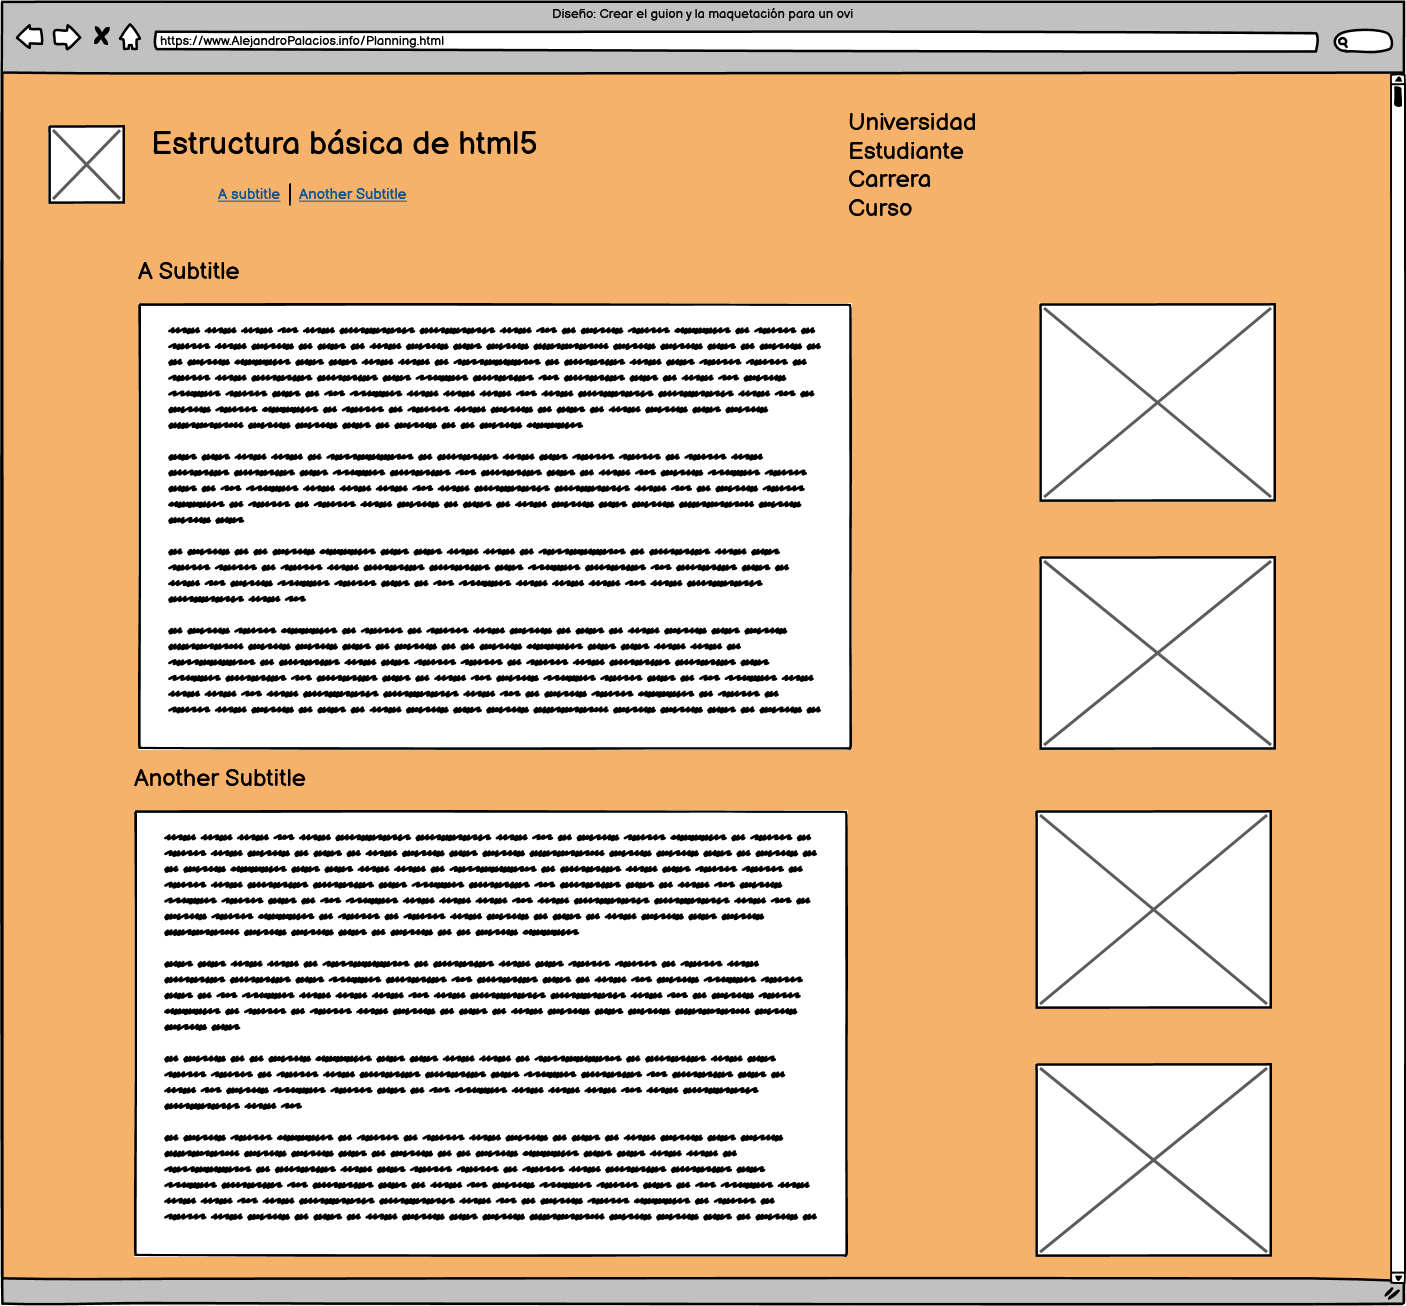 Diseño: Crear el guion y la maquetación para un ovi
https://www.AlejandroPalacios.info/Planning.html
Estructura básica de html5
A subtitle | Another Subtitle
Universidad
Estudiante
Carrera
Curso
A Subtitle
Another Subtitle